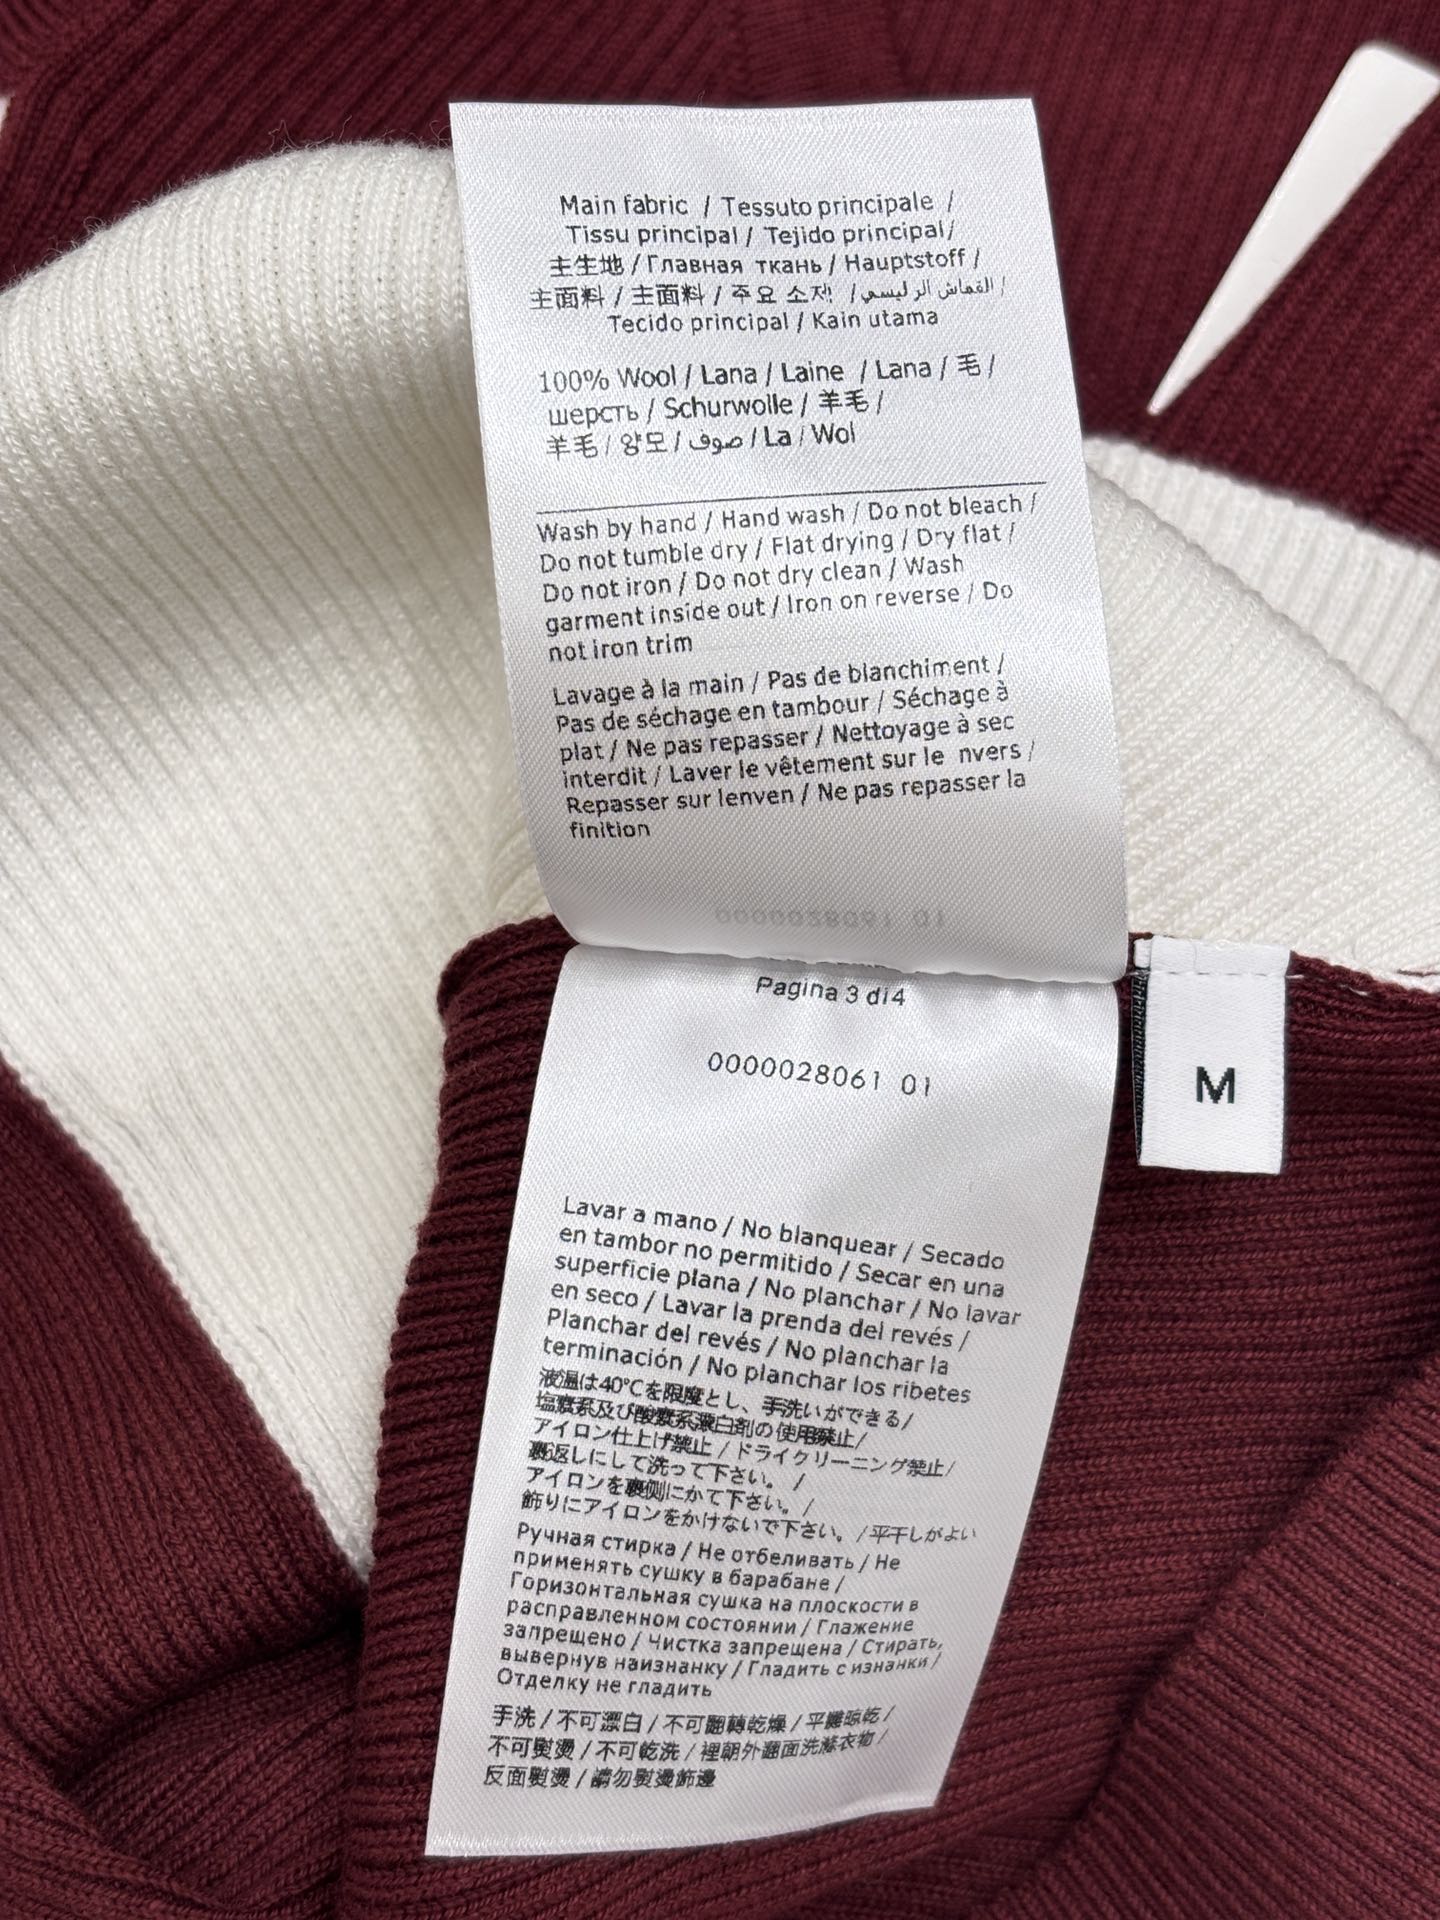 Main fabric / Tessuto principale /
Tissu principal / Tejido principal/
主生地 / Главная ткань / Hauptstoff /
主面料 / 主面料 / 주요 소재 / القماش الرئيسي /
Tecido principal / Kain utama
100% Wool / Lana / Laine / Lana / 毛 /
шерсть / Schurwolle / 羊毛 /
羊毛 / 양모 / صوف / La / Wol
Wash by hand / Hand wash / Do not bleach /
Do not tumble dry / Flat drying / Dry flat /
Do not iron / Do not dry clean / Wash
garment inside out / Iron on reverse / Do
not iron trim
Lavage à la main / Pas de blanchiment /
Pas de séchage en tambour / Séchage à
plat / Ne pas repasser / Nettoyage à sec
interdit / Laver le vêtement sur le nvers /
Repasser sur lenven / Ne pas repasser la
finition
Pagina 3 di4
0000028061 01
M
Lavar a mano / No blanquear / Secado
en tambor no permitido / Secar en una
superficie plana / No planchar / No lavar
en seco / Lavar la prenda del revés /
Planchar del revés / No planchar la
terminación / No planchar los ribetes
液温は40℃を限度とし、手洗いができる/
塩素系及び酸素系漂白剤の使用禁止/
アイロン仕上げ禁止 / ドライクリーニング禁止/
裏返しにして洗って下さい。 /
アイロンを裏側にかて下さい。 /
飾りにアイロンをかけないで下さい。 / 平干しがよい
Ручная стирка / Не отбеливать / Не
применять сушку в барабане /
Горизонтальная сушка на плоскости в
расправленном состоянии / Глажение
запрещено / Чистка запрещена / Стирать,
вывернув наизнанку / Гладить с изнанки /
Отделку не гладить
手洗 / 不可漂白 / 不可翻轉乾燥 / 平攤晾乾 /
不可熨燙 / 不可乾洗 / 裡朝外翻面洗滌衣物 /
反面熨燙 / 請勿熨燙飾邊